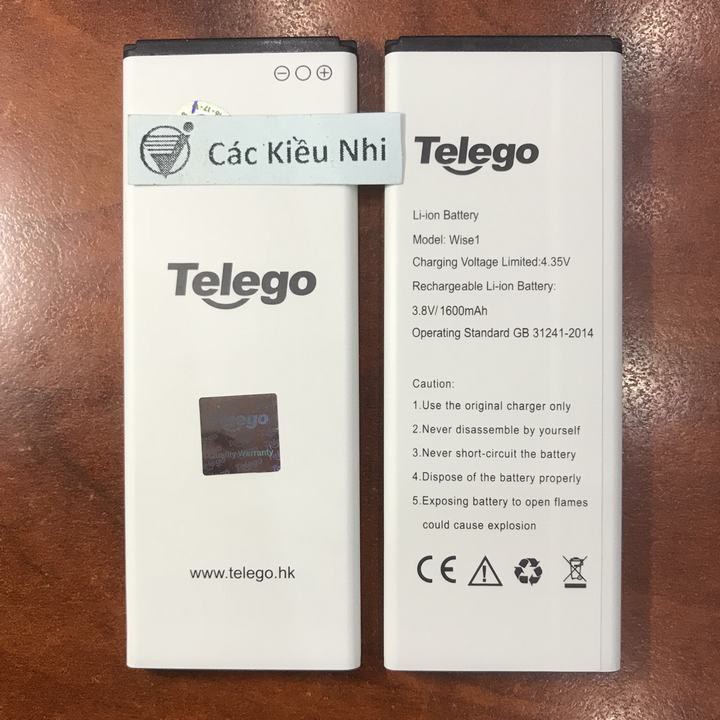 Các Kiều Nhi
Telego
Telego
Quality Warranty
www.telego.hk
Telego
Li-ion Battery
Model: Wise1
Charging Voltage Limited:4.35V
Rechargeable Li-ion Battery:
3.8V/1600mAh
Operating Standard GB 31241-2014
Caution:
1.Use the original charger only
2.Never disassemble by yourself
3.Never short-circuit the battery
4.Dispose of the battery properly
5.Exposing battery to open flames
could cause explosion
CE